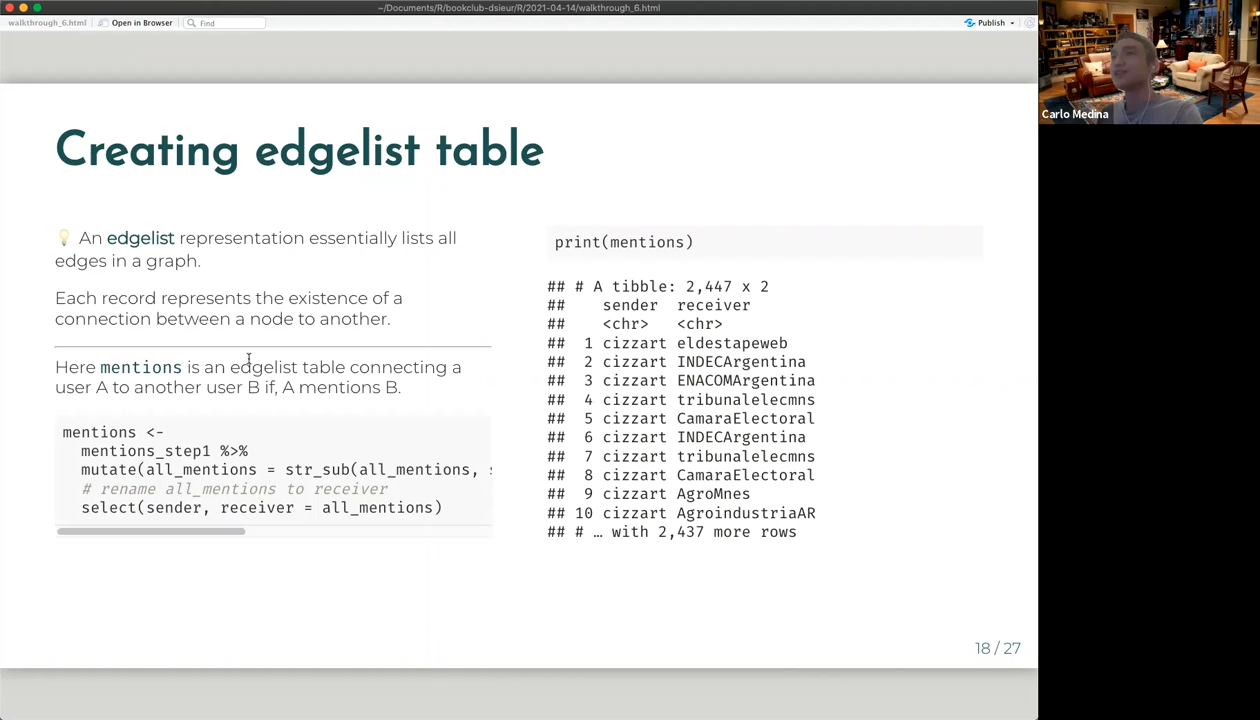 ~/Documents/R/bookclub-dsieur/R/2021-04-14/walkthrough_6.html
walkthrough_6.html
Open in Browser
Find
Publish
Carlo Medina
Creating edgelist table
An edgelist representation essentially lists all
edges in a graph.
Each record represents the existence of a
connection between a node to another.
Here mentions is an edgelist table connecting a
user A to another user B if, A mentions B.
mentions <-
mentions_step1 %>%
mutate(all_mentions = str_sub(all_mentions,
# rename all_mentions to receiver
select(sender, receiver = all_mentions)
print(mentions)
## # A tibble: 2,447 x 2
## sender receiver
## <chr> <chr>
## 1 cizzart eldestapeweb
## 2 cizzart INDECArgentina
## 3 cizzart ENACOMArgentina
## 4 cizzart tribunalelecmns
## 5 cizzart CamaraElectoral
## 6 cizzart INDECArgentina
## 7 cizzart tribunalelecmns
## 8 cizzart CamaraElectoral
## 9 cizzart AgroMnes
## 10 cizzart AgroindustriaAR
## # … with 2,437 more rows
18 / 27